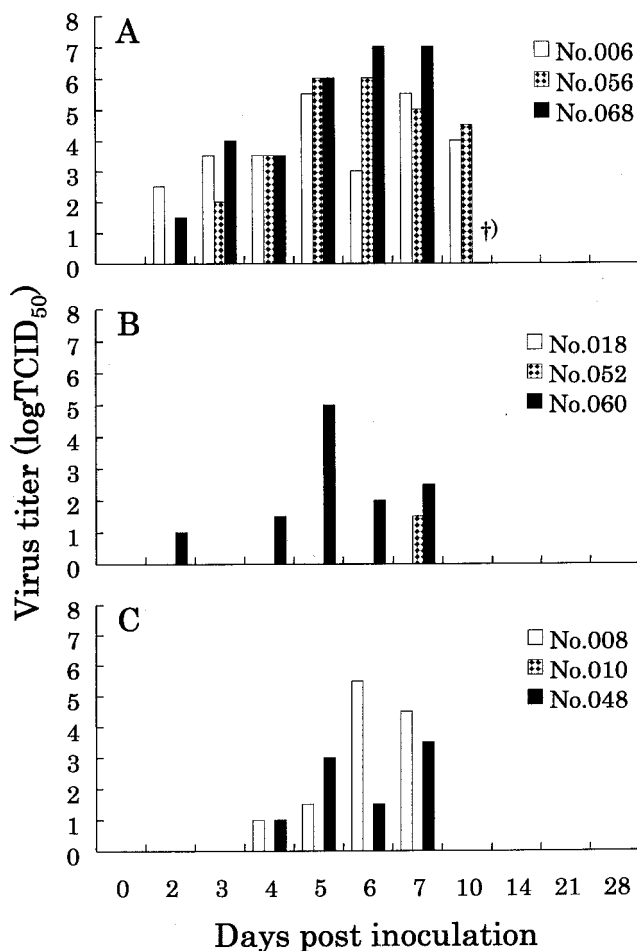 A
8
7
6
5
4
3
2
1
0
No.006
No.056
No.068
†)
B
8
7
6
5
4
3
2
1
0
No.018
No.052
No.060
C
8
7
6
5
4
3
2
1
0
No.008
No.010
No.048
Virus titer (logTCID₅₀)
0 2 3 4 5 6 7 10 14 21 28
Days post inoculation